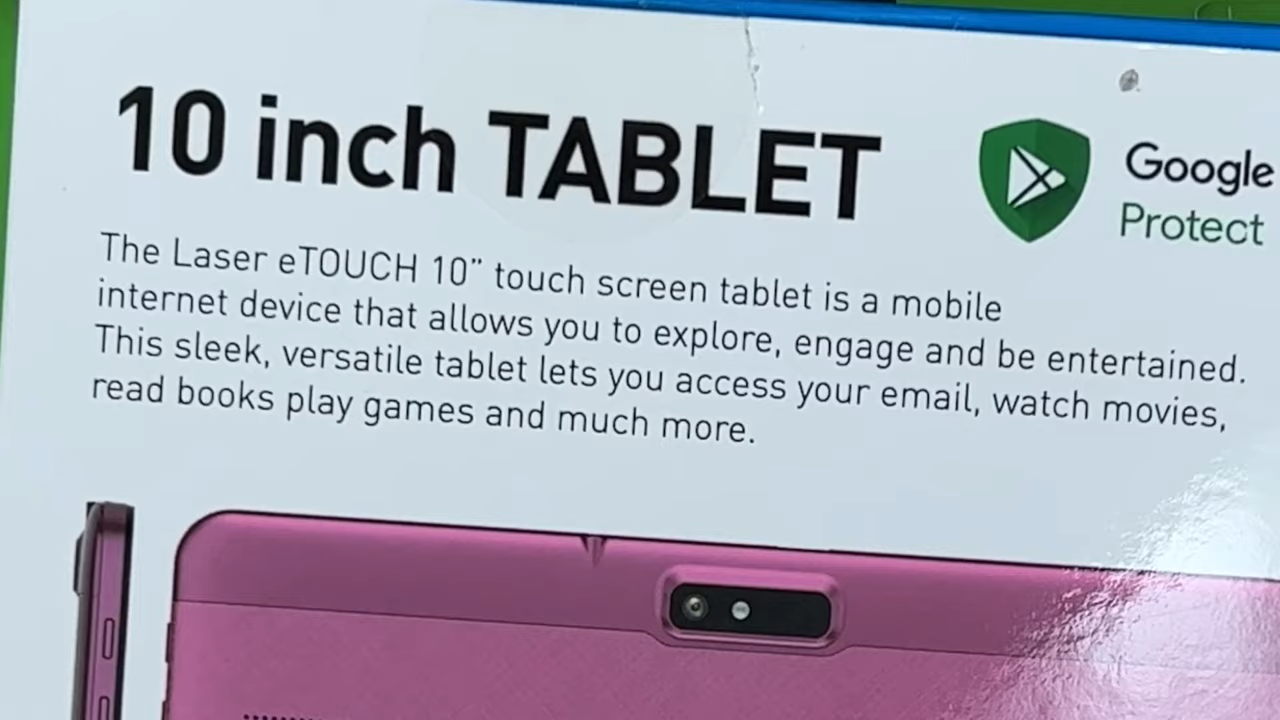 10 inch TABLET
Google
Protect
The Laser eTOUCH 10” touch screen tablet is a mobile
internet device that allows you to explore, engage and be entertained.
This sleek, versatile tablet lets you access your email, watch movies,
read books play games and much more.